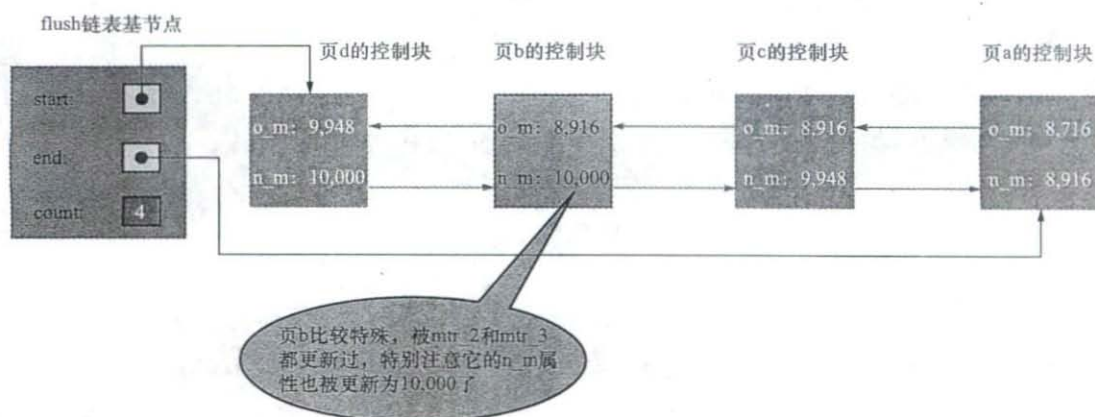 flush链表基节点
页d的控制块
页b的控制块
页c的控制块
页a的控制块
start:
end:
count: 4
o_m: 9,948
n_m: 10,000
o_m: 8,916
n_m: 10,000
o_m: 8,916
n_m: 9,948
o_m: 8,716
n_m: 8,916
页b比较特殊，被mtr_2和mtr_3
都更新过，特别注意它的n_m属
性也被更新为10,000了